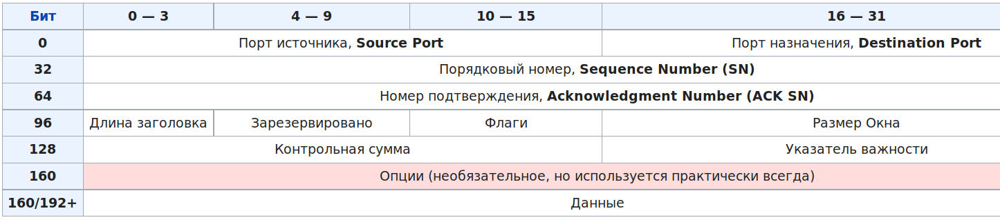 Бит 0 — 3 4 — 9 10 — 15 16 — 31
0 Порт источника, Source Port Порт назначения, Destination Port
32 Порядковый номер, Sequence Number (SN)
64 Номер подтверждения, Acknowledgment Number (ACK SN)
96 Длина заголовка Зарезервировано Флаги Размер Окна
128 Контрольная сумма Указатель важности
160 Опции (необязательное, но используется практически всегда)
160/192+ Данные